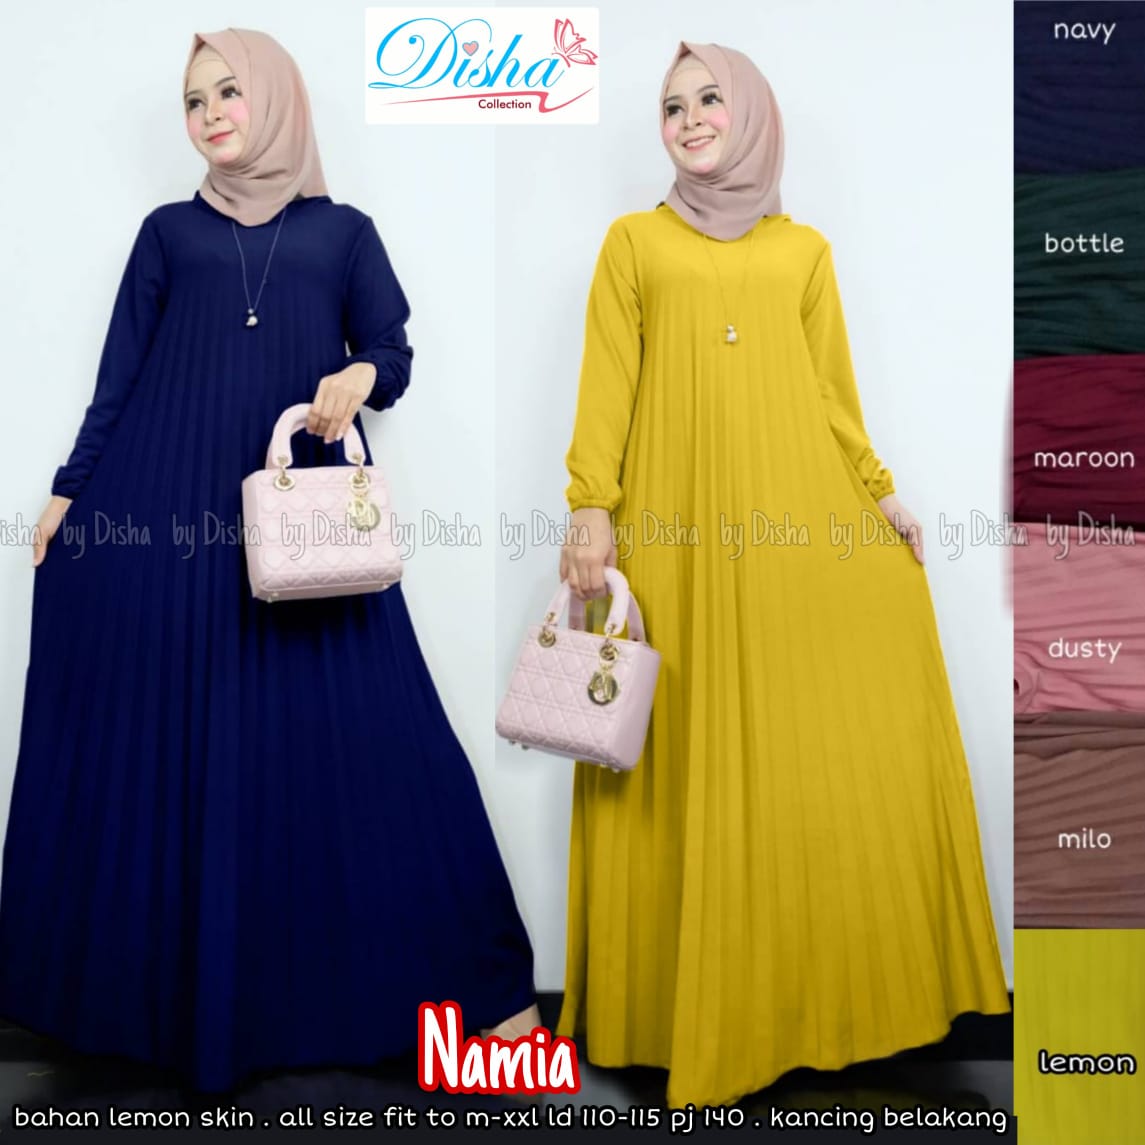 Disha
Collection
navy
bottle
maroon
by Disha by Disha by Disha by Disha by Disha by Disha by Disha by Disha by Disha by Disha
dusty
milo
lemon
Namia
bahan lemon skin . all size fit to m-xxl ld 110-115 pj 140 . kancing belakang